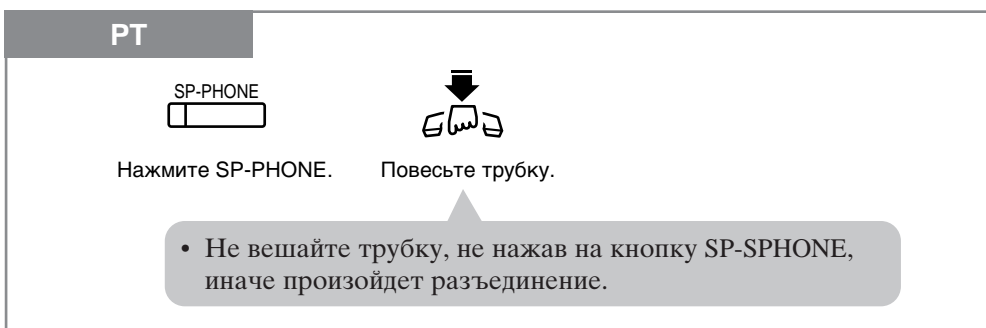 РТ
SP-PHONE
Нажмите SP-PHONE. Повесьте трубку.
• Не вешайте трубку, не нажав на кнопку SP-SPHONE,
иначе произойдет разъединение.